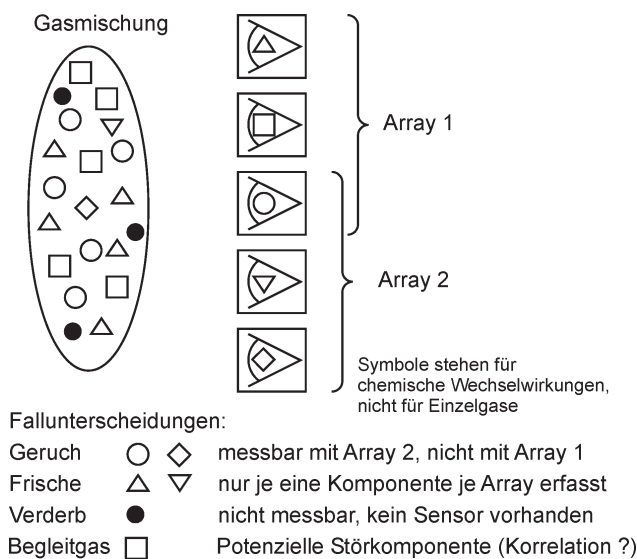 Gasmischung
Array 1
Array 2
Symbole stehen für
chemische Wechselwirkungen,
nicht für Einzelgase
Fallunterscheidungen:
Geruch messbar mit Array 2, nicht mit Array 1
Frische nur je eine Komponente je Array erfasst
Verderb nicht messbar, kein Sensor vorhanden
Begleitgas Potenzielle Störkomponente (Korrelation ?)